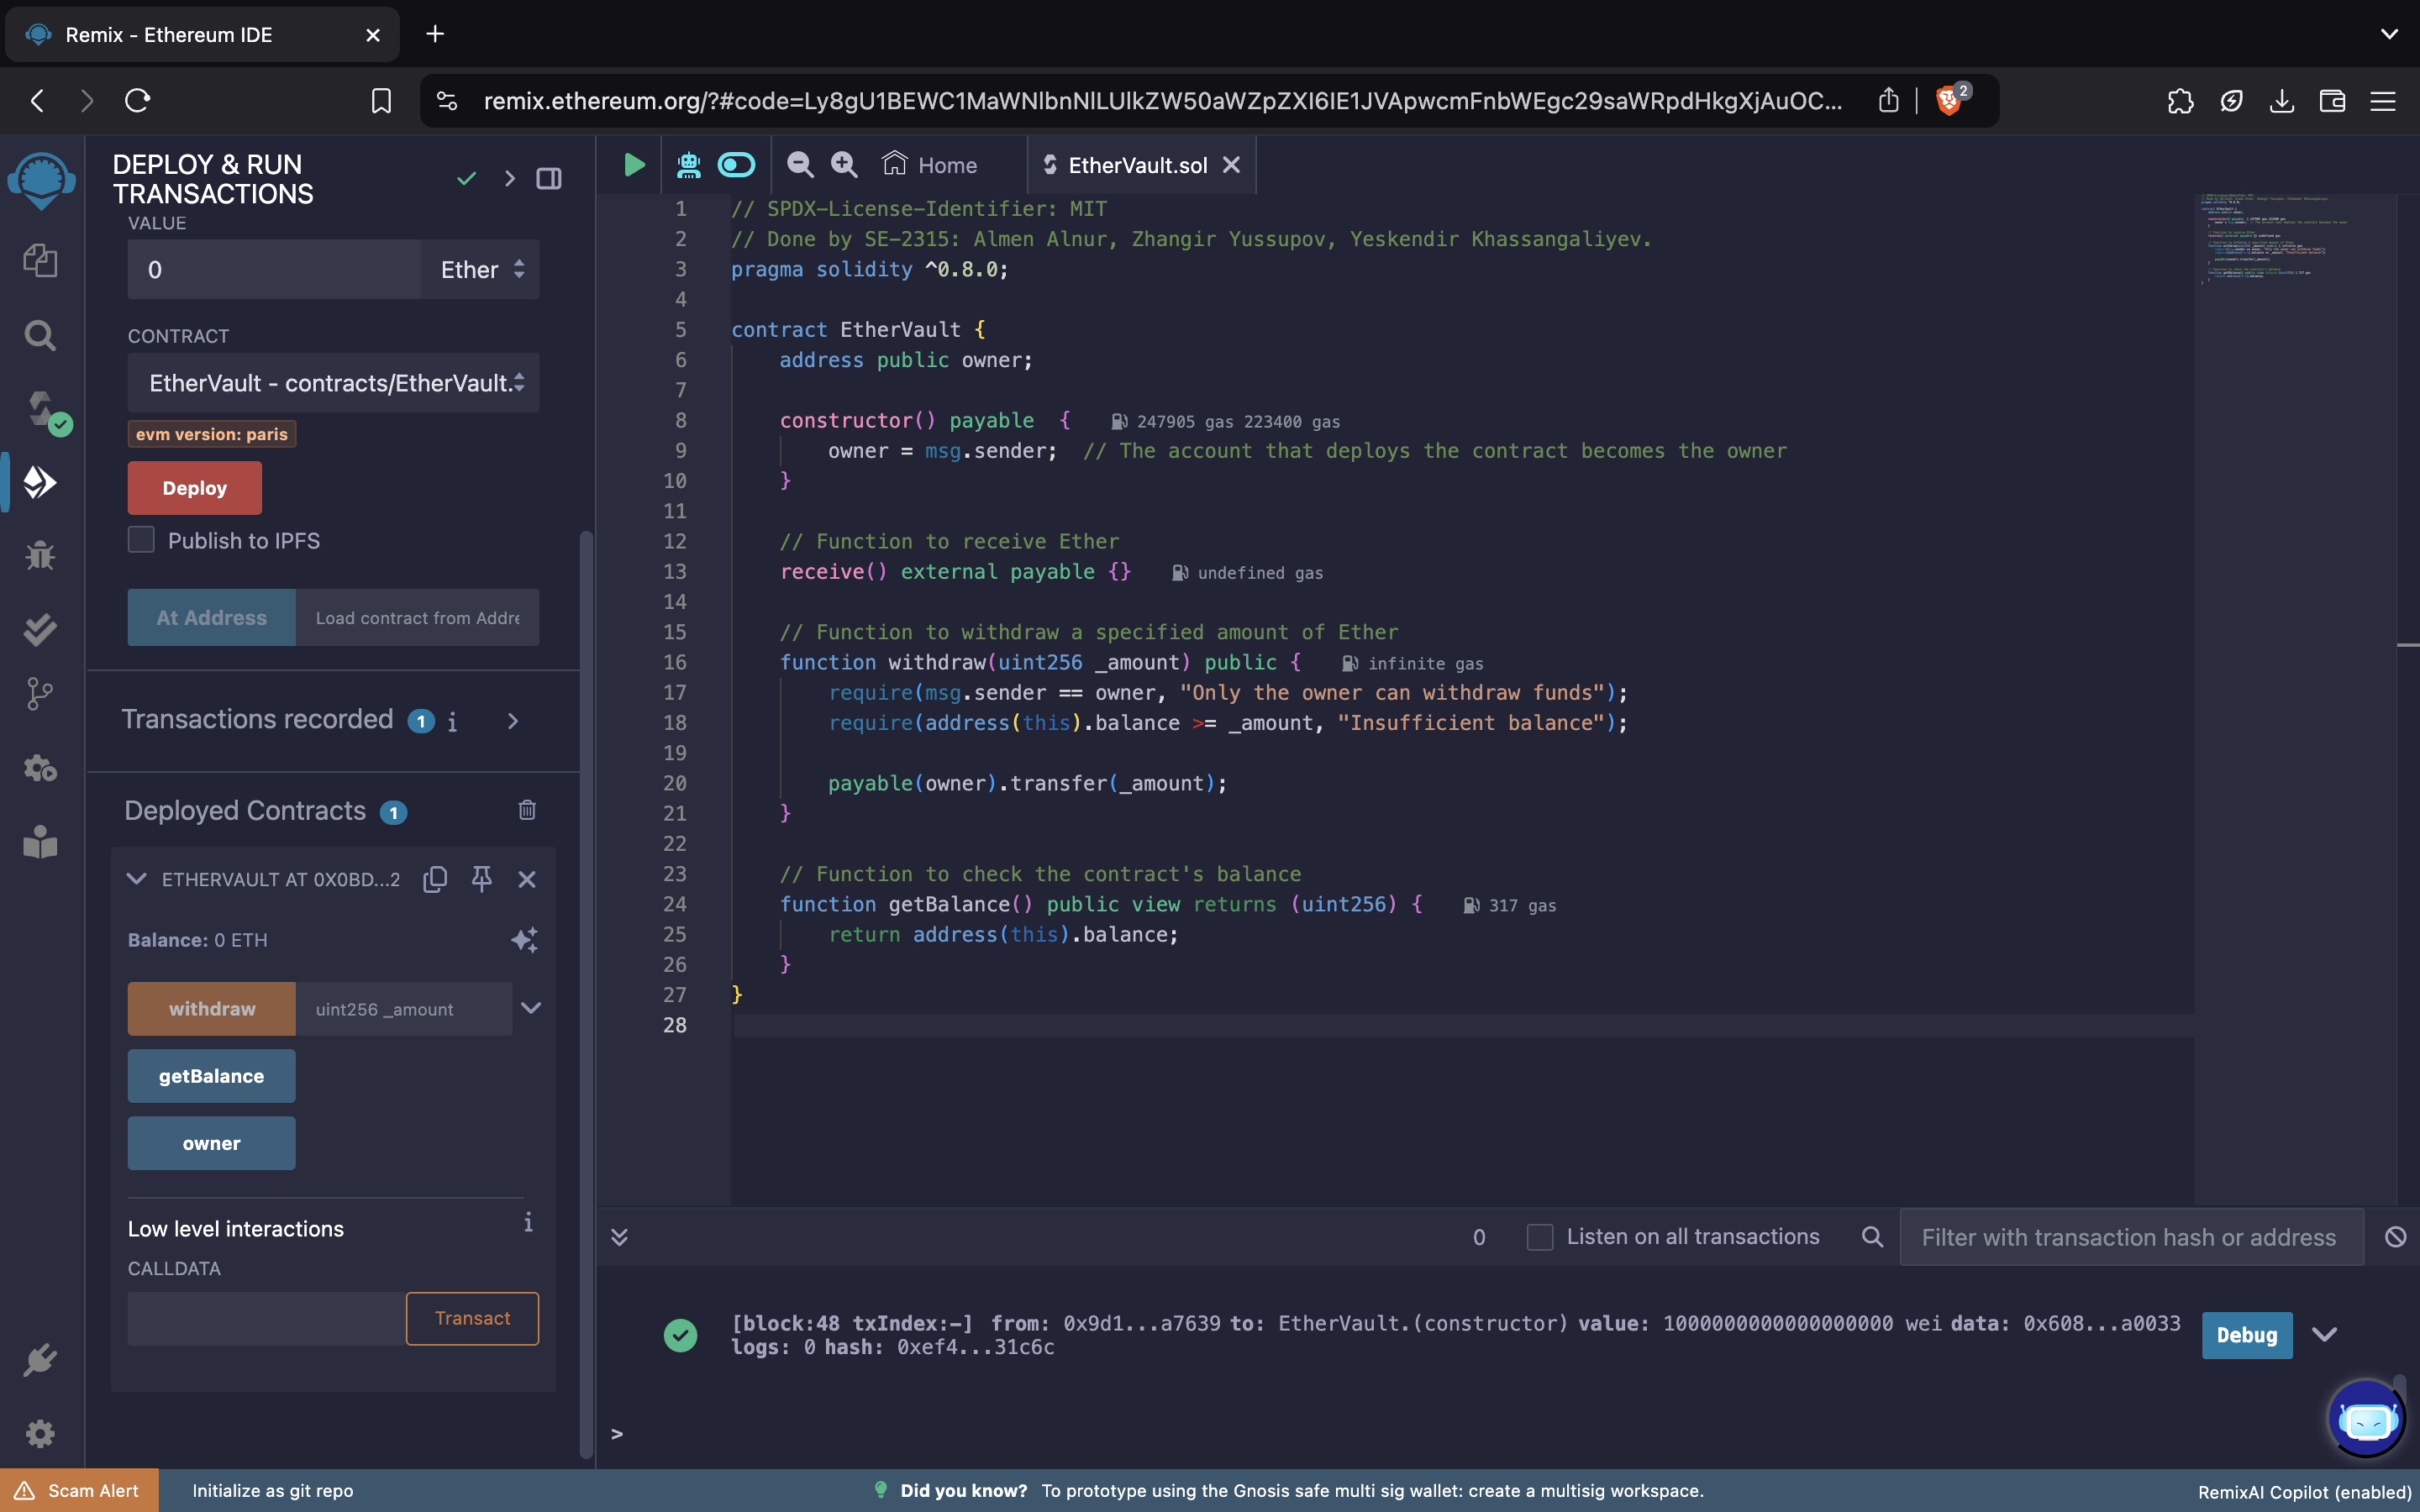 Remix - Ethereum IDE
remix.ethereum.org/?#code=Ly8gU1BEWC1MaWNlbnNlLUlkZW50aWZpZXI6IE1JVApwcmFnbWEgc29saWRpdHkgXjAuOC...
2
DEPLOY & RUN
TRANSACTIONS
VALUE
0
Ether
CONTRACT
EtherVault - contracts/EtherVault.
evm version: paris
Deploy
Publish to IPFS
At Address
Load contract from Addre
Transactions recorded 1 i
Deployed Contracts 1
ETHERVAULT AT 0X0BD...2
Balance: 0 ETH
withdraw
uint256 _amount
getBalance
owner
Low level interactions
i
CALLDATA
Transact
Home
EtherVault.sol
1 // SPDX-License-Identifier: MIT
2 // Done by SE-2315: Almen Alnur, Zhangir Yussupov, Yeskendir Khassangaliyev.
3 pragma solidity ^0.8.0;
4
5 contract EtherVault {
6 address public owner;
7
8 constructor() payable { 247905 gas 223400 gas
9 owner = msg.sender; // The account that deploys the contract becomes the owner
10 }
11
12 // Function to receive Ether
13 receive() external payable {} undefined gas
14
15 // Function to withdraw a specified amount of Ether
16 function withdraw(uint256 _amount) public { infinite gas
17 require(msg.sender == owner, "Only the owner can withdraw funds");
18 require(address(this).balance >= _amount, "Insufficient balance");
19
20 payable(owner).transfer(_amount);
21 }
22
23 // Function to check the contract's balance
24 function getBalance() public view returns (uint256) { 317 gas
25 return address(this).balance;
26 }
27 }
28
0
Listen on all transactions
Filter with transaction hash or address
[block:48 txIndex:-] from: 0x9d1...a7639 to: EtherVault.(constructor) value: 1000000000000000000 wei data: 0x608...a0033
logs: 0 hash: 0xef4...31c6c
Debug
>
Scam Alert
Initialize as git repo
Did you know? To prototype using the Gnosis safe multi sig wallet: create a multisig workspace.
RemixAI Copilot (enabled)